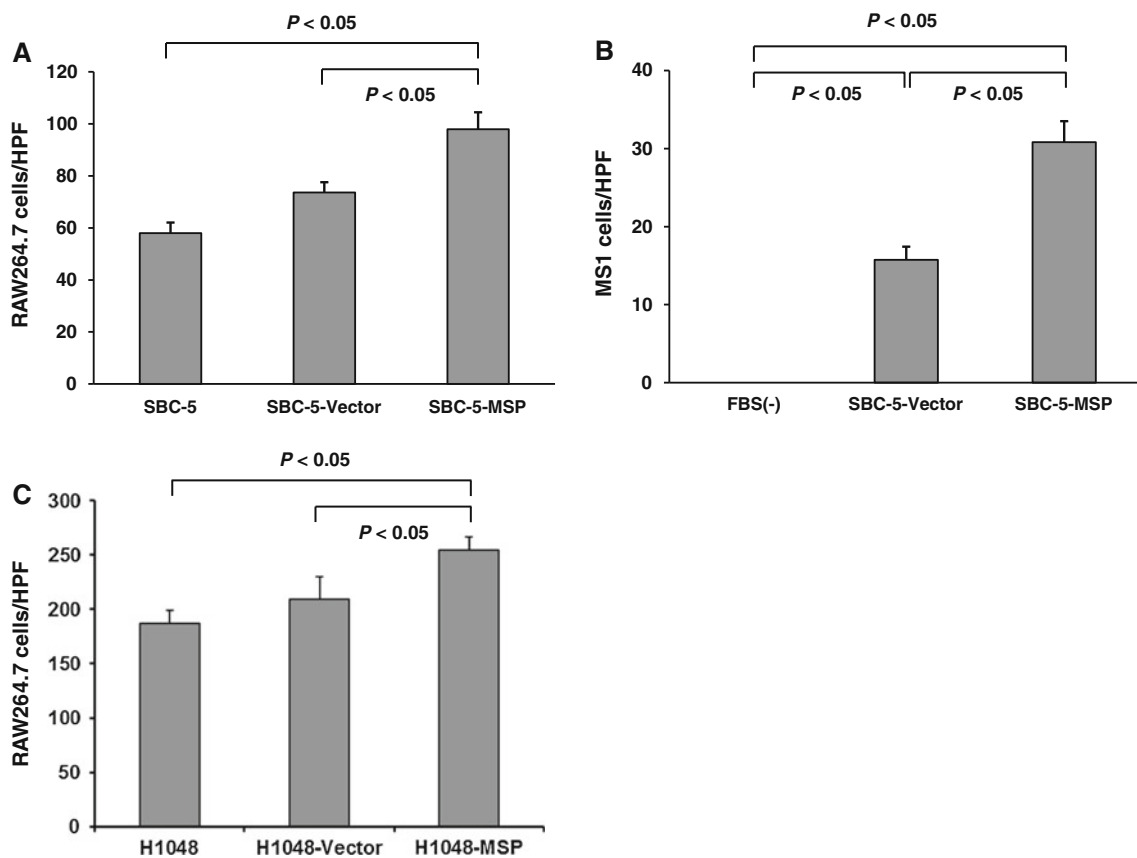 A
P < 0.05
P < 0.05
RAW264.7 cells/HPF
120
100
80
60
40
20
0
SBC-5 SBC-5-Vector SBC-5-MSP
B
P < 0.05
P < 0.05 P < 0.05
MS1 cells/HPF
40
30
20
10
0
FBS(-) SBC-5-Vector SBC-5-MSP
C
P < 0.05
P < 0.05
RAW264.7 cells/HPF
300
250
200
150
100
50
0
H1048 H1048-Vector H1048-MSP